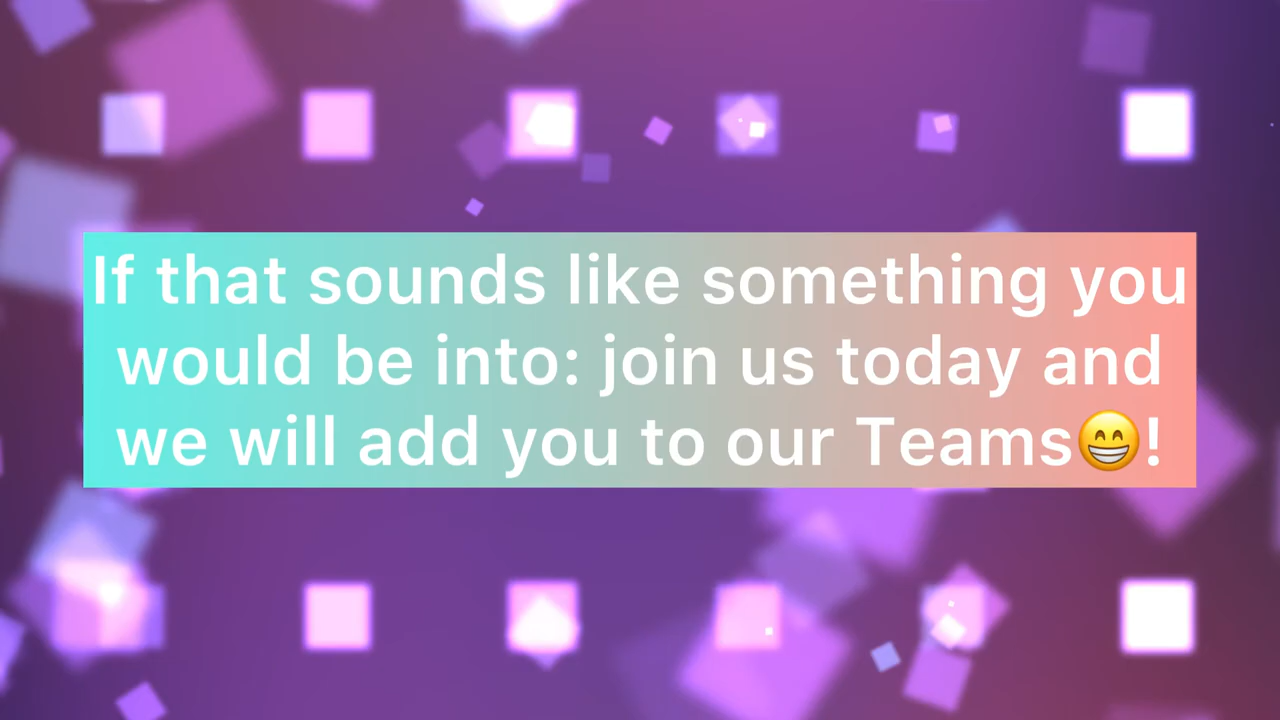 If that sounds like something you
would be into: join us today and
we will add you to our Teams😁!